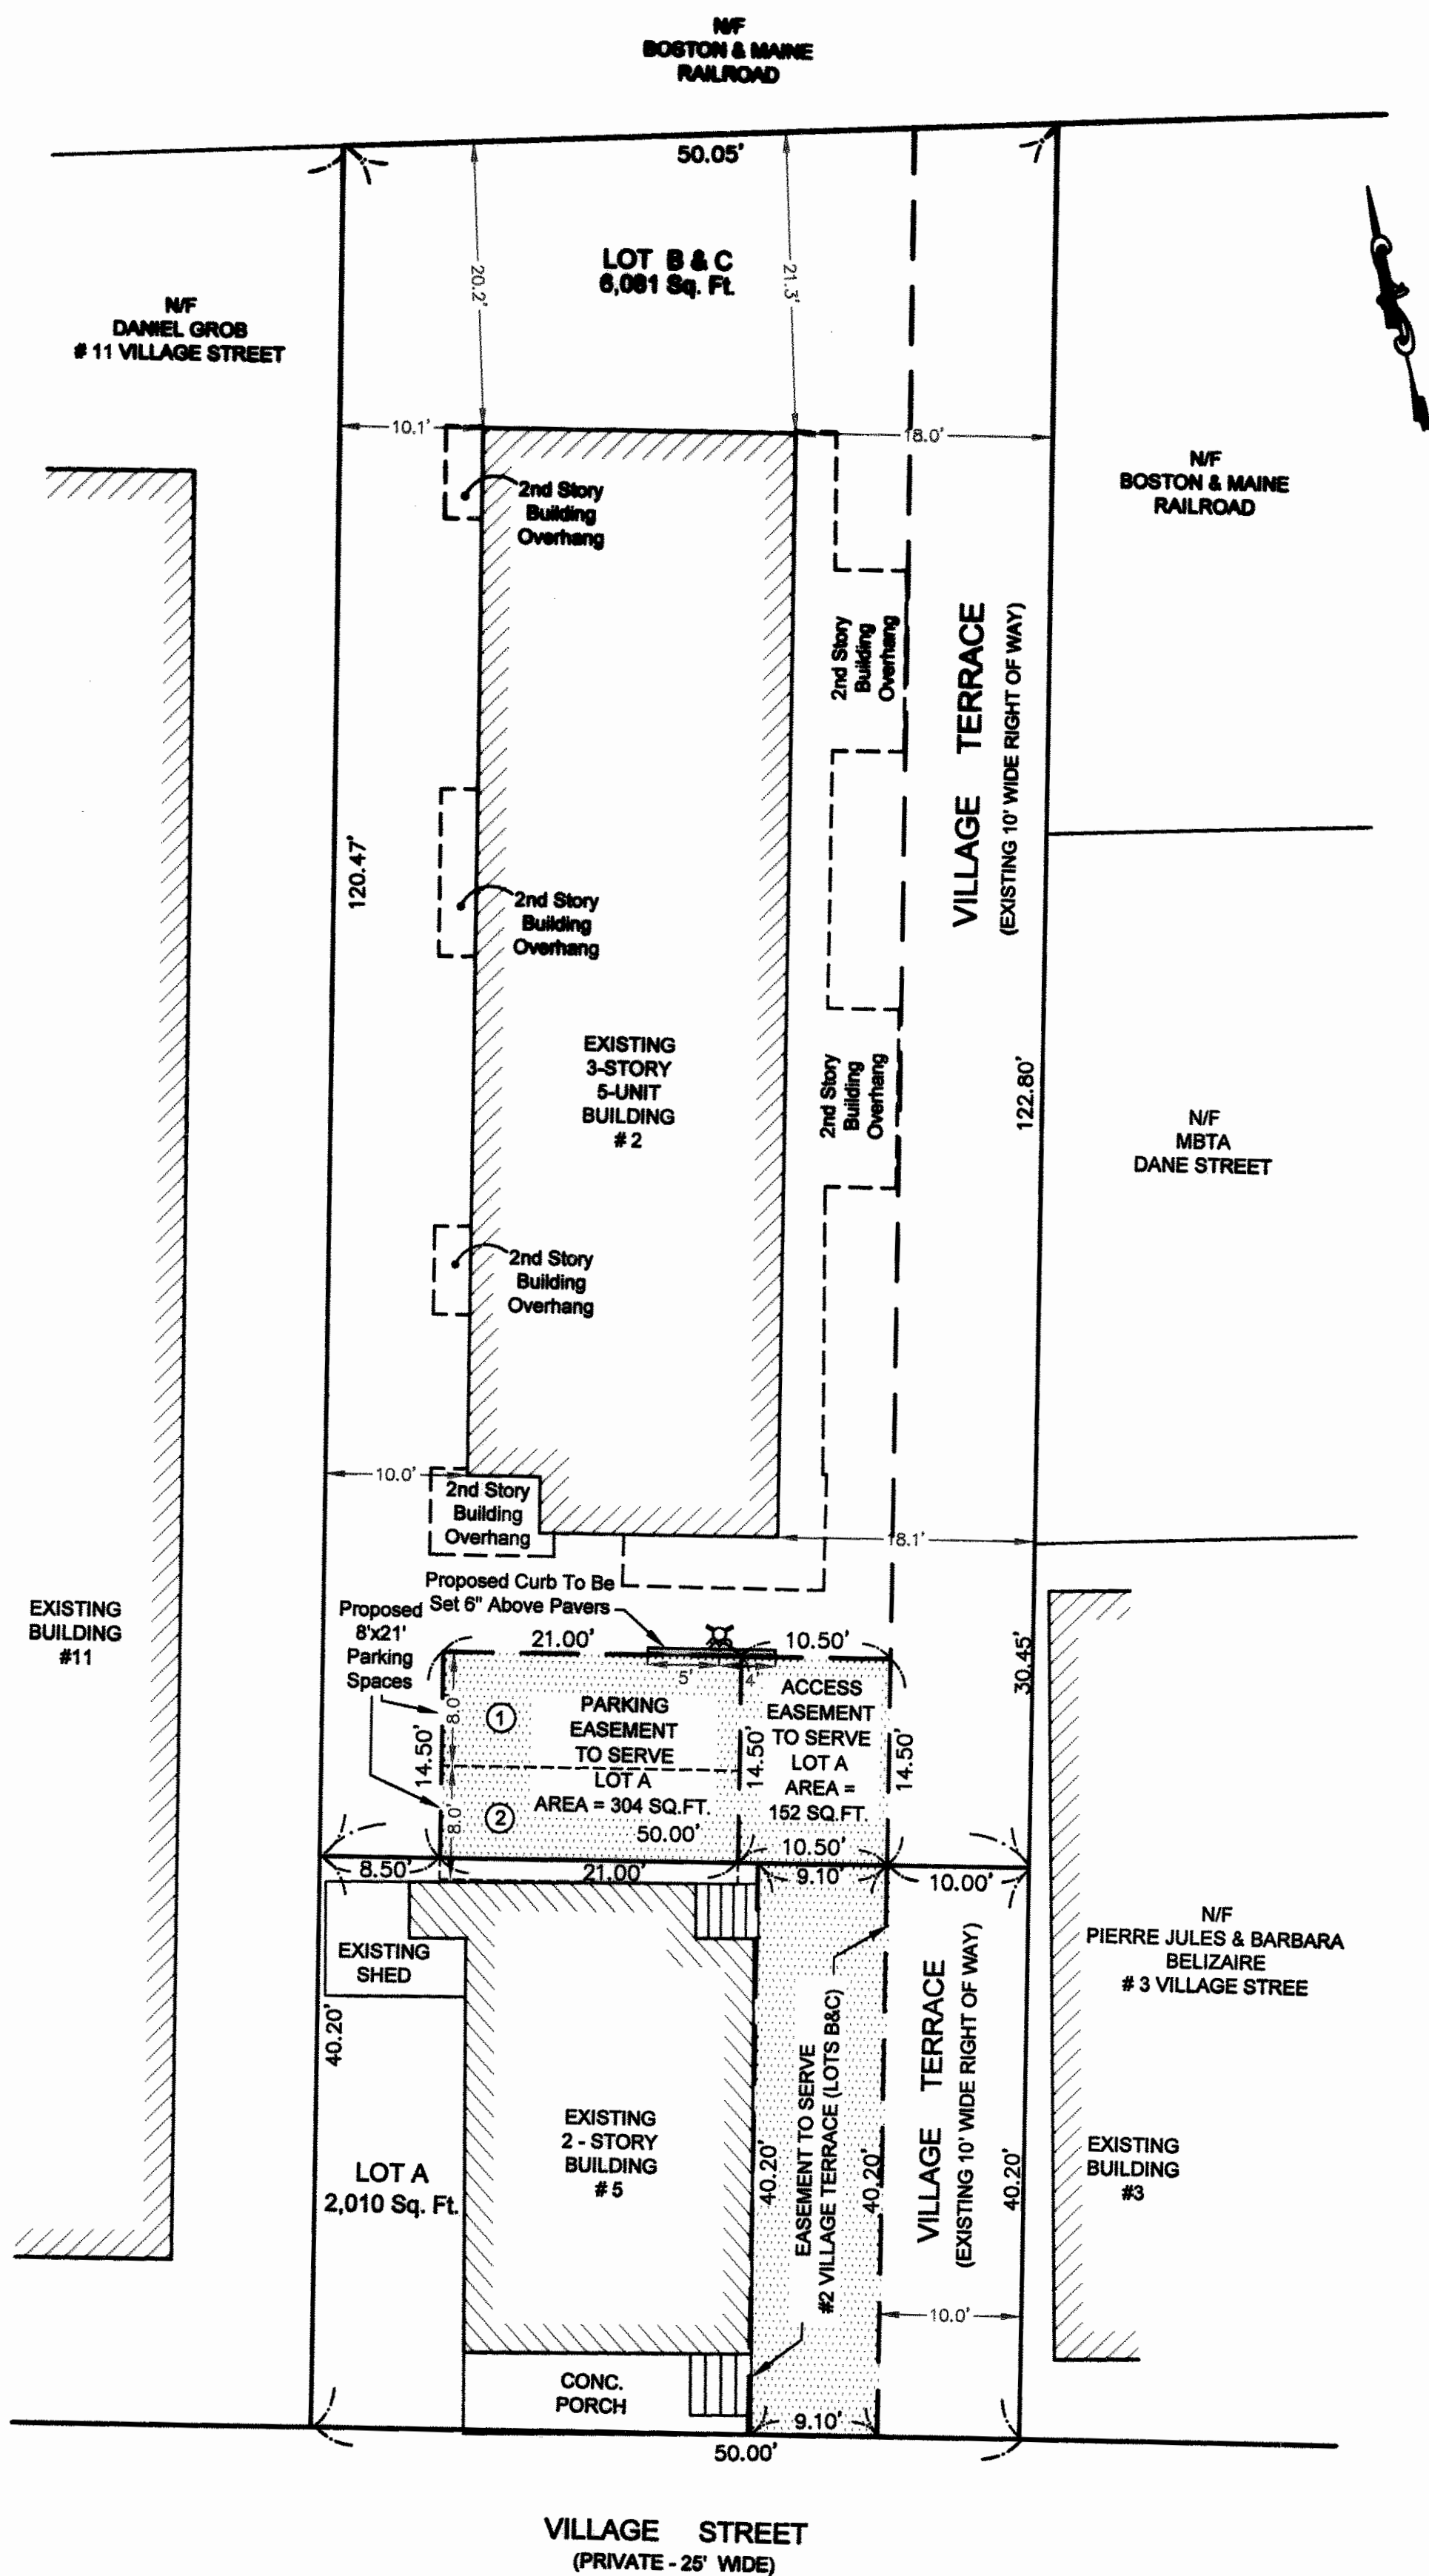 N/F
BOSTON & MAINE
RAILROAD
50.05'
LOT B & C
6,081 Sq. Ft.
20.2'
21.3'
N/F
DANIEL GROB
# 11 VILLAGE STREET
10.1'
18.0'
N/F
BOSTON & MAINE
RAILROAD
2nd Story
Building
Overhang
2nd Story
Building
Overhang
VILLAGE TERRACE
(EXISTING 10' WIDE RIGHT OF WAY)
120.47'
2nd Story
Building
Overhang
EXISTING
3-STORY
5-UNIT
BUILDING
# 2
2nd Story
Building
Overhang
122.80'
N/F
MBTA
DANE STREET
2nd Story
Building
Overhang
10.0'
2nd Story
Building
Overhang
18.1'
Proposed Curb To Be
Set 6" Above Pavers
EXISTING
BUILDING
#11
Proposed
8'x21'
Parking
Spaces
21.00'
10.50'
5'
4'
30.45'
8.0'
1
PARKING
EASEMENT
TO SERVE
LOT A
AREA = 304 SQ.FT.
ACCESS
EASEMENT
TO SERVE
LOT A
AREA =
152 SQ.FT.
14.50'
14.50'
14.50'
8.0'
2
50.00'
10.50'
8.50'
21.00'
9.10'
10.00'
EXISTING
SHED
N/F
PIERRE JULES & BARBARA
BELIZAIRE
# 3 VILLAGE STREE
40.20'
EASEMENT TO SERVE
#2 VILLAGE TERRACE (LOTS B&C)
VILLAGE TERRACE
(EXISTING 10' WIDE RIGHT OF WAY)
EXISTING
2 - STORY
BUILDING
# 5
LOT A
2,010 Sq. Ft.
40.20'
40.20'
40.20'
EXISTING
BUILDING
#3
10.0'
CONC.
PORCH
9.10'
50.00'
VILLAGE STREET
(PRIVATE - 25' WIDE)